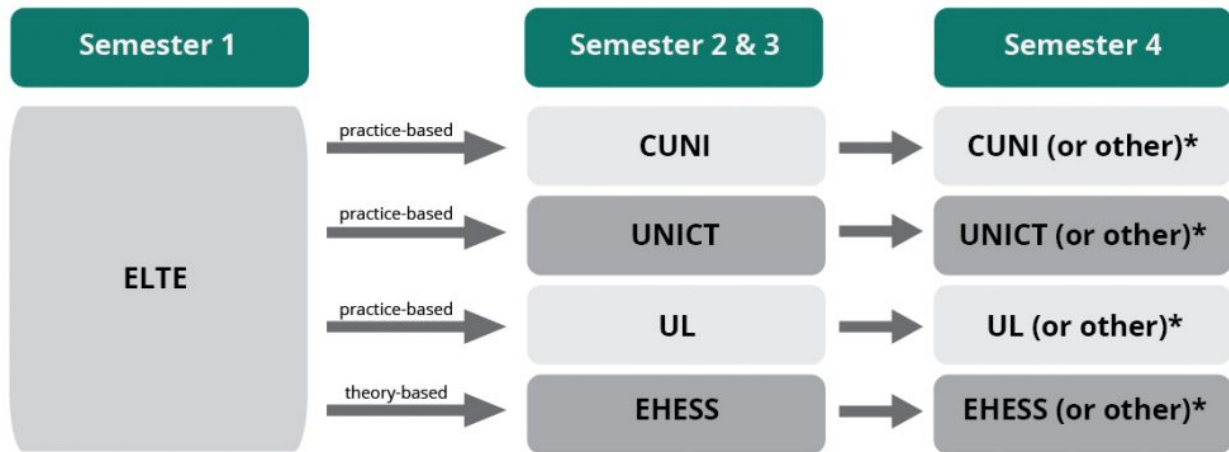 Semester 1
Semester 2 & 3
Semester 4
ELTE
practice-based
CUNI
CUNI (or other)*
practice-based
UNICT
UNICT (or other)*
practice-based
UL
UL (or other)*
theory-based
EHESS
EHESS (or other)*